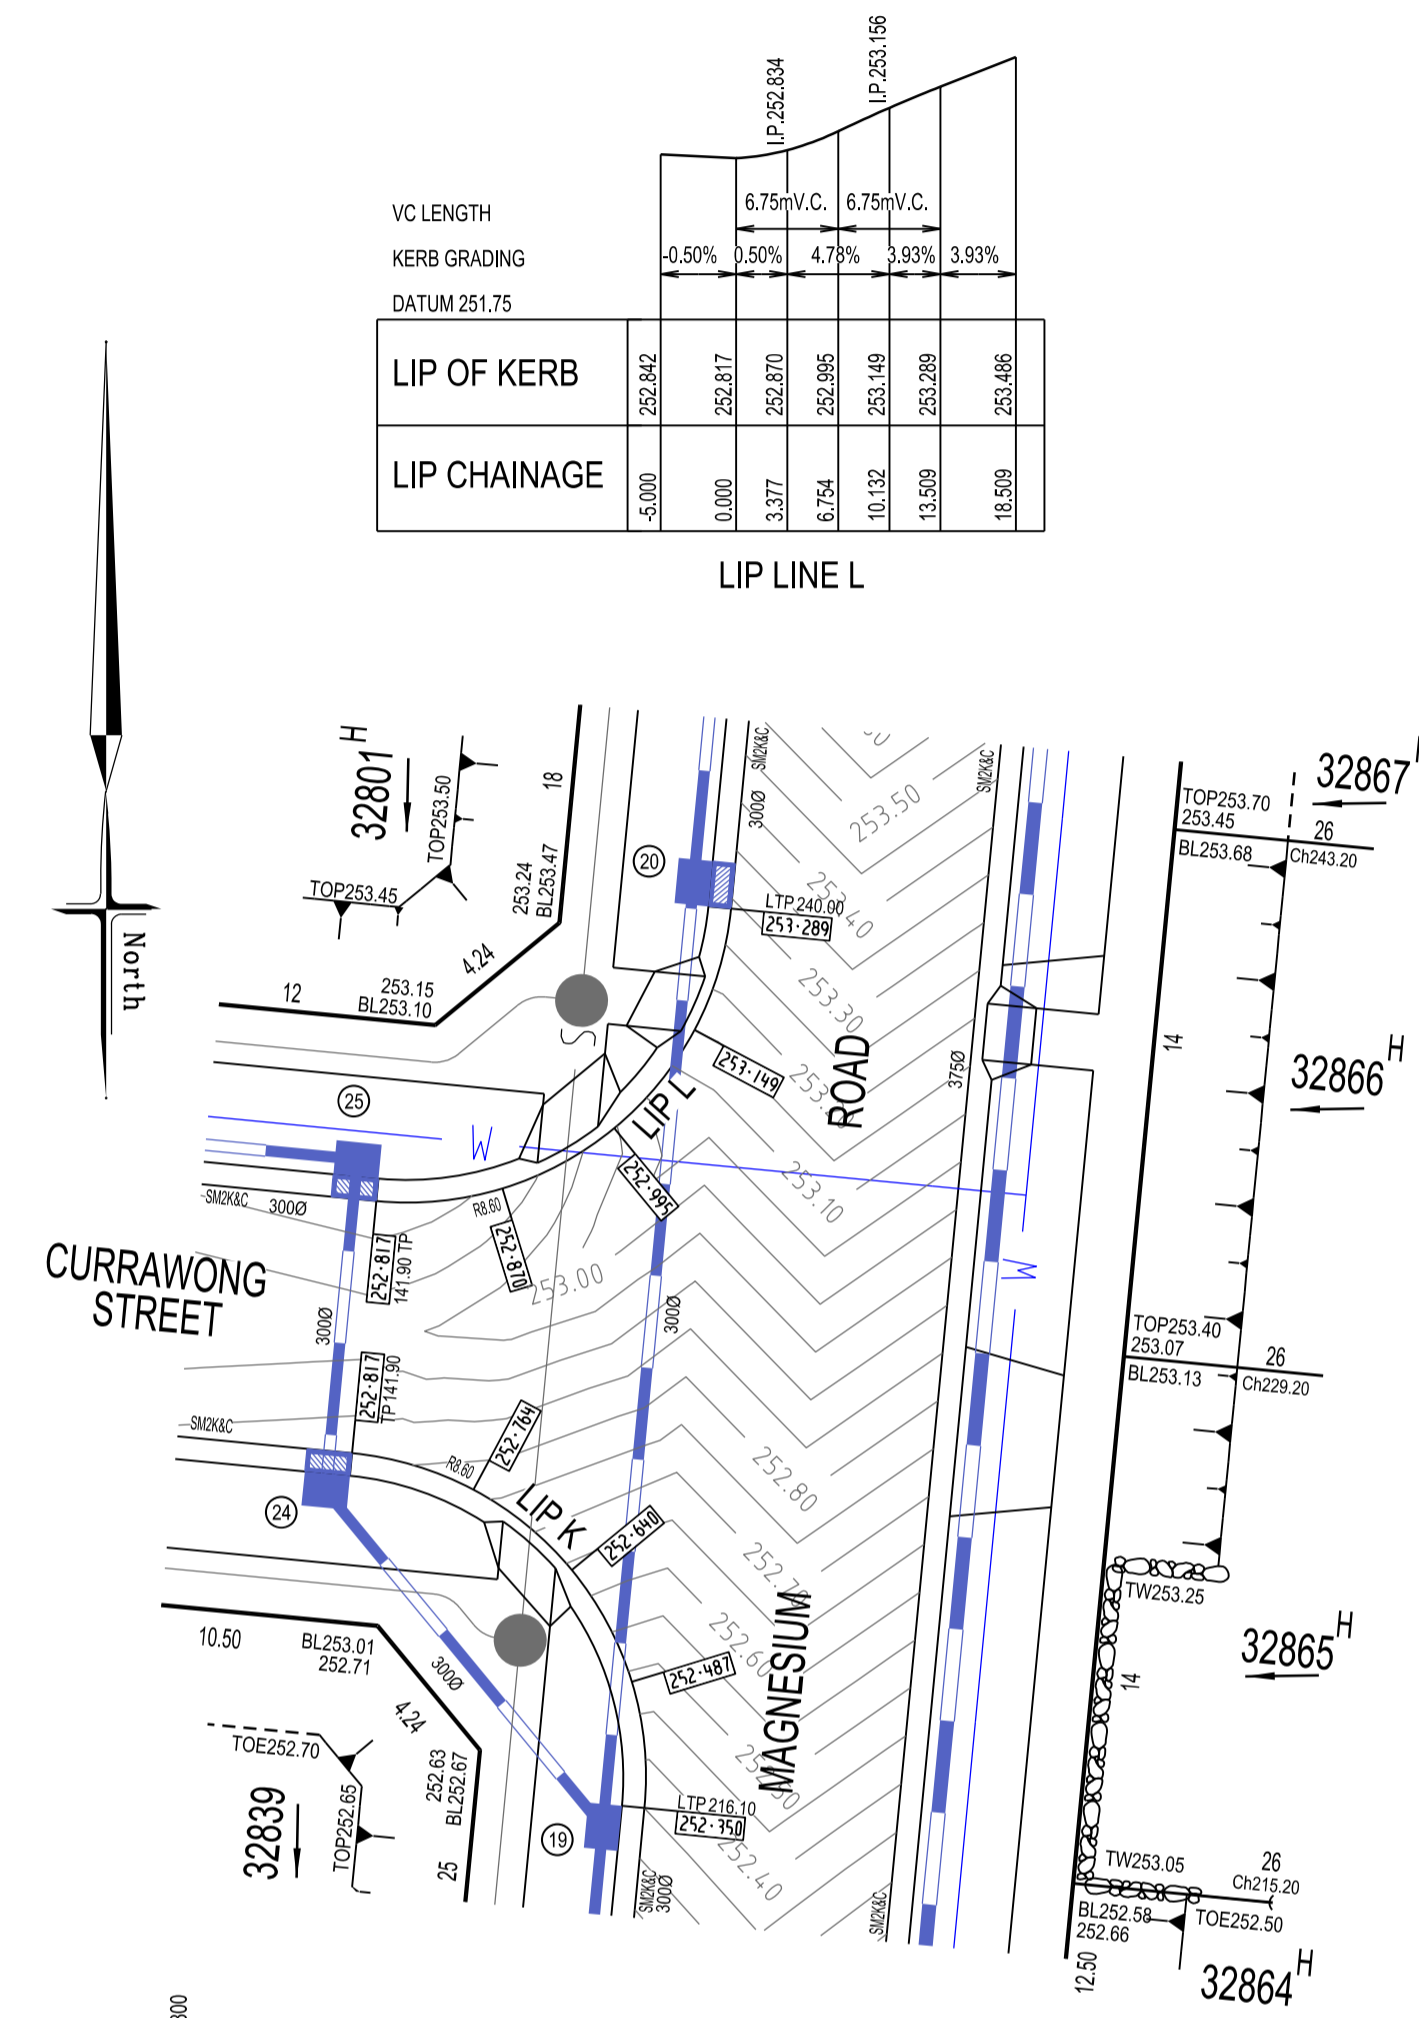 I.P.252.834
I.P.253.156
VC LENGTH
6.75mV.C.
6.75mV.C.
KERB GRADING
-0.50%
0.50%
4.78%
3.93%
3.93%
DATUM 251.75
LIP OF KERB
252.842
252.817
252.870
252.995
253.149
253.289
253.486
LIP CHAINAGE
-5.000
0.000
3.377
6.754
10.132
13.509
18.509
LIP LINE L
North
H
32801
TOP253.50
TOP253.45
18
253.24
BL253.47
4.24
12
253.15
BL253.10
20
SM2K&C
300Ø
LTP240.00
253.289
253.50
253.40
253.30
253.10
253.00
252.80
252.60
252.40
SM2K&C
32867
TOP253.70
253.45
26
BL253.68
Ch243.20
14
H
32866
375Ø
ROAD
253.149
LIP L
S
25
W
252.995
R8.60
252.870
SM2K&C
300Ø
CURRAWONG
STREET
252.817
141.90 TP
300Ø
252.817
TP141.90
W
300Ø
TOP253.40
253.07
26
BL253.13
Ch229.20
SM2K&C
252.764
R8.60
LIP K
252.640
24
MAGNESIUM
252.487
TW253.25
H
32865
14
10.50
BL253.01
252.71
300Ø
4.24
TOE252.70
252.63
BL252.67
32839
TOP252.65
25
19
LTP216.10
252.350
SM2K&C
300Ø
SM2K&C
TW253.05
26
Ch215.20
BL252.58
252.66
TOE252.50
12.50
H
32864
300